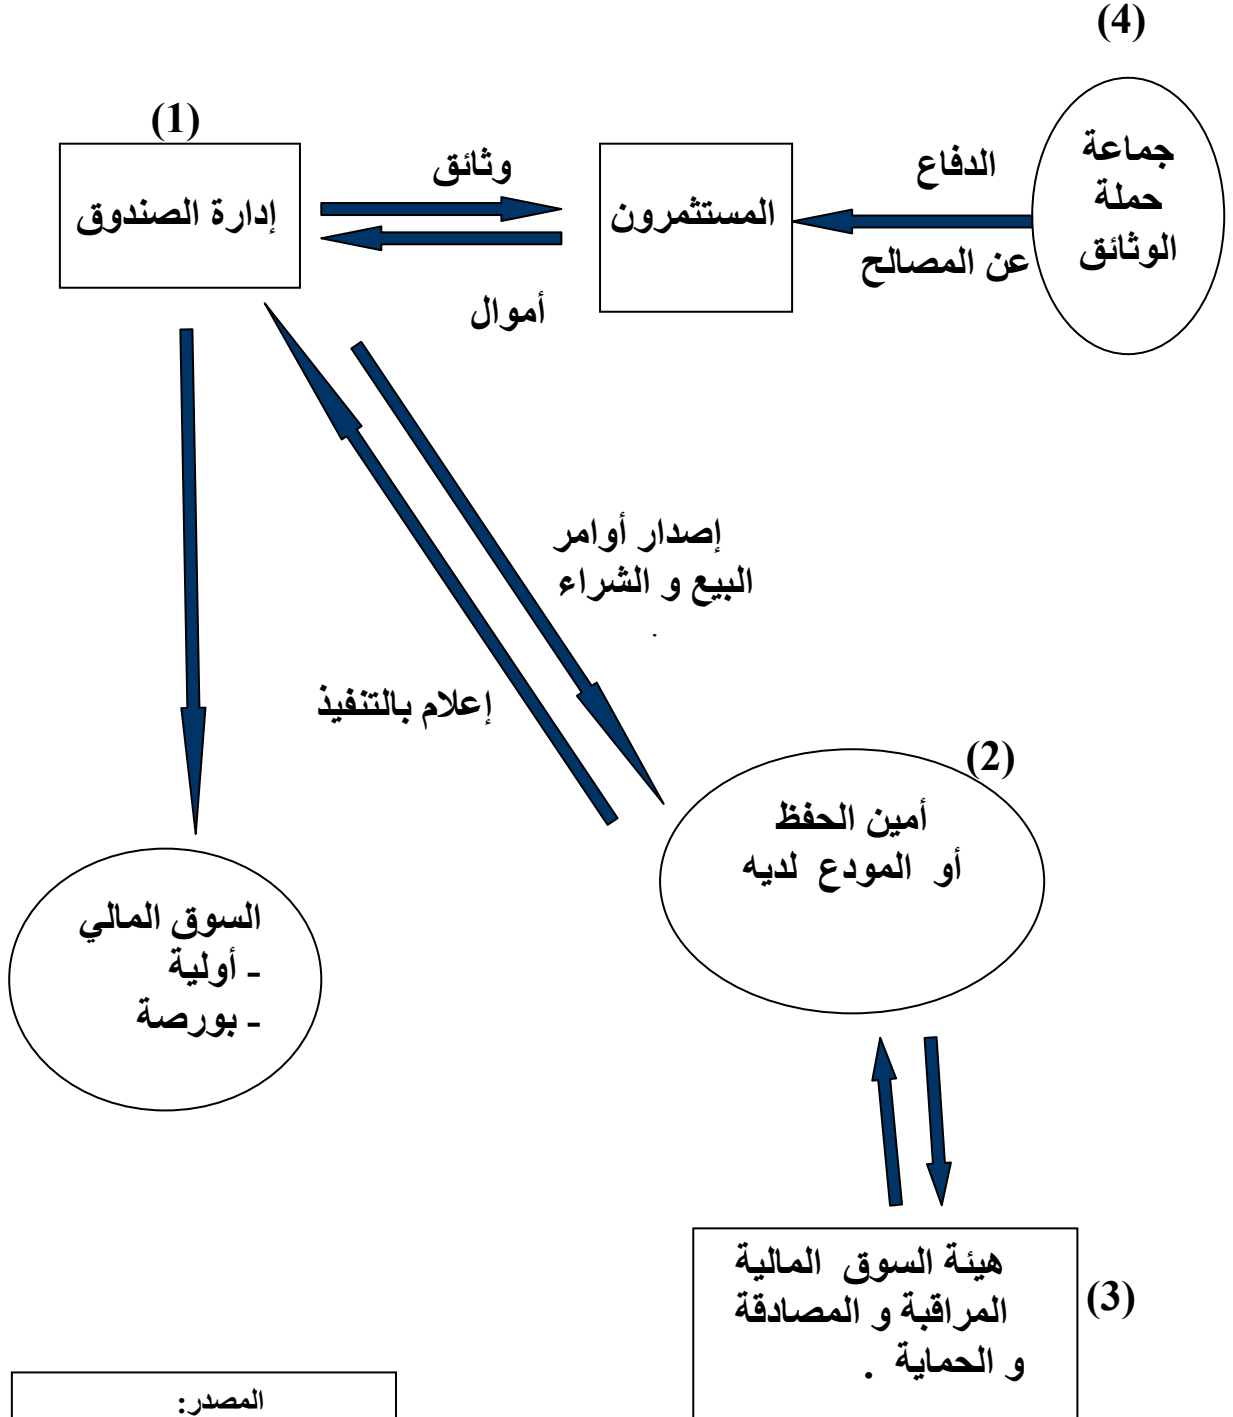 (4)
(1)
جماعة
حملة
الوثائق
الدفاع
عن المصالح
المستثمرون
وثائق
أموال
إدارة الصندوق
إصدار أوامر
البيع و الشراء
.
إعلام بالتنفيذ
(2)
أمين الحفظ
أو المودع لديه
السوق المالي
- أولية
- بورصة
هيئة السوق المالية
المراقبة و المصادقة
و الحماية .
(3)
المصدر: